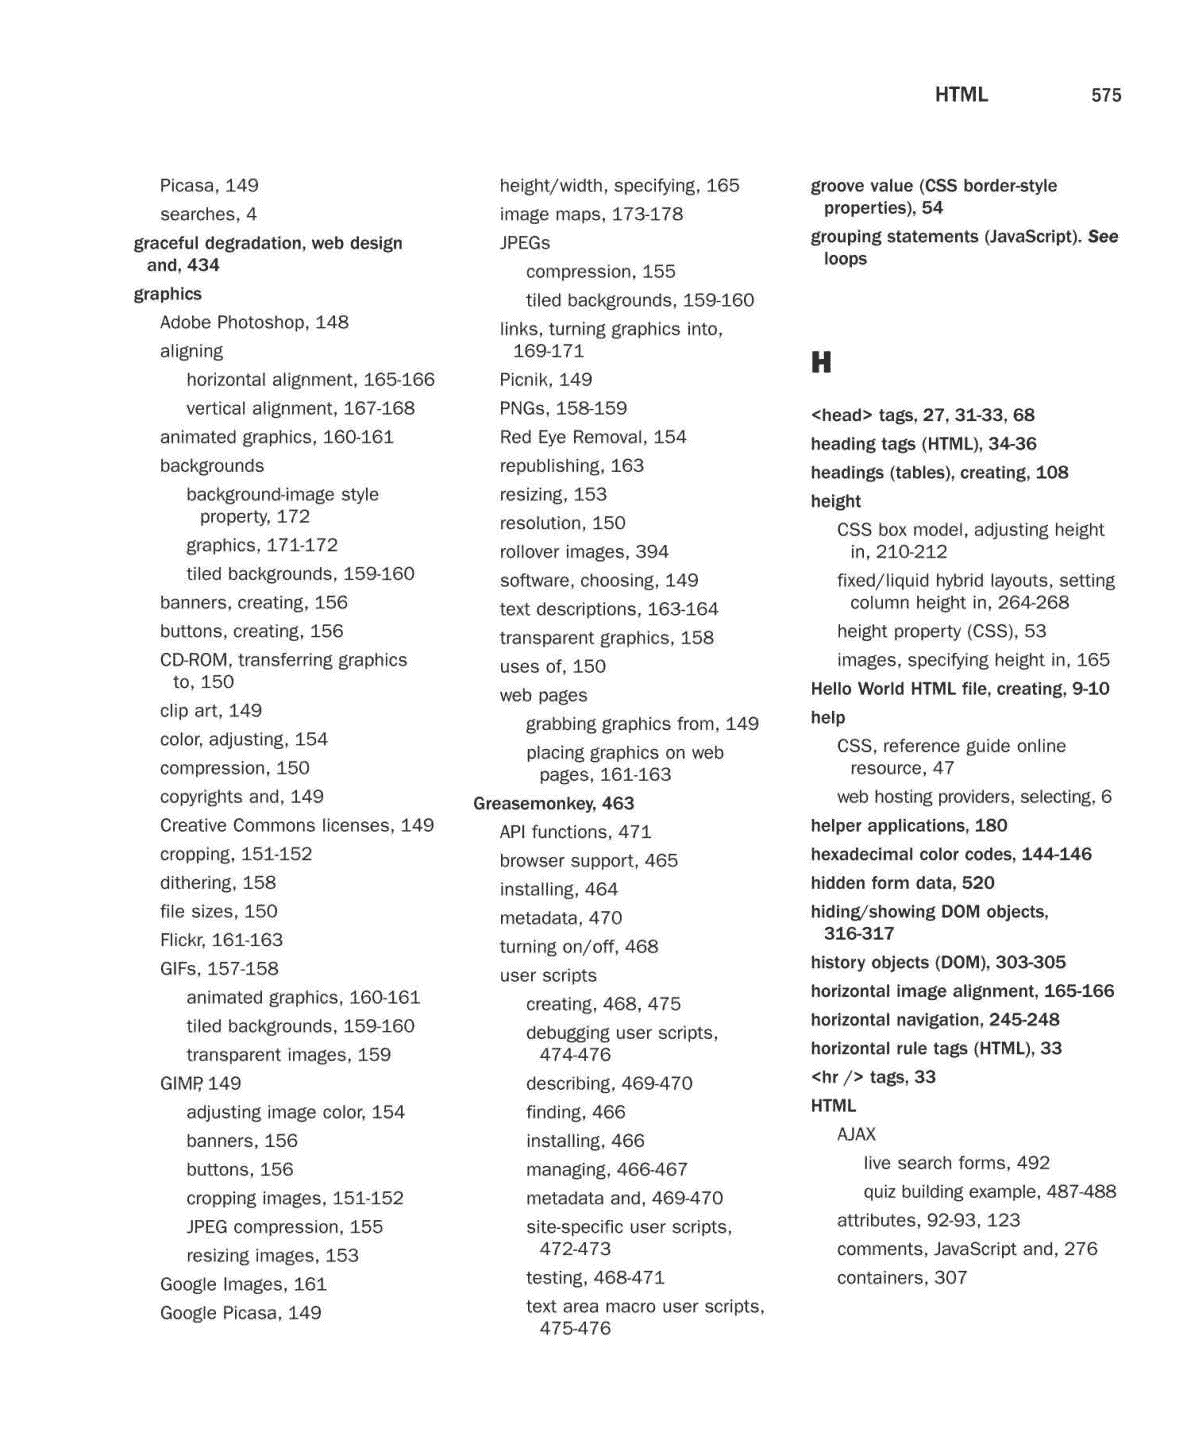 HTML 575
Picasa, 149
searches, 4
graceful degradation, web design
and, 434
graphics
Adobe Photoshop, 148
aligning
horizontal alignment, 165-166
vertical alignment, 167-168
animated graphics, 160-161
backgrounds
background-image style
property, 172
graphics, 171-172
tiled backgrounds, 159-160
banners, creating, 156
buttons, creating, 156
CD-ROM, transferring graphics
to, 150
clip art, 149
color, adjusting, 154
compression, 150
copyrights and, 149
Creative Commons licenses, 149
cropping, 151-152
dithering, 158
file sizes, 150
Flickr, 161-163
GIFs, 157-158
animated graphics, 160-161
tiled backgrounds, 159-160
transparent images, 159
GIMP, 149
adjusting image color, 154
banners, 156
buttons, 156
cropping images, 151-152
JPEG compression, 155
resizing images, 153
Google Images, 161
Google Picasa, 149
height/width, specifying, 165
image maps, 173-178
JPEGs
compression, 155
tiled backgrounds, 159-160
links, turning graphics into,
169-171
Picnik, 149
PNGs, 158-159
Red Eye Removal, 154
republishing, 163
resizing, 153
resolution, 150
rollover images, 394
software, choosing, 149
text descriptions, 163-164
transparent graphics, 158
uses of, 150
web pages
grabbing graphics from, 149
placing graphics on web
pages, 161-163
Greasemonkey, 463
API functions, 471
browser support, 465
installing, 464
metadata, 470
turning on/off, 468
user scripts
creating, 468, 475
debugging user scripts,
474-476
describing, 469-470
finding, 466
installing, 466
managing, 466-467
metadata and, 469-470
site-specific user scripts,
472-473
testing, 468-471
text area macro user scripts,
475-476
groove value (CSS border-style
properties), 54
grouping statements (JavaScript). See
loops
H
<head> tags, 27, 31-33, 68
heading tags (HTML), 34-36
headings (tables), creating, 108
height
CSS box model, adjusting height
in, 210-212
fixed/liquid hybrid layouts, setting
column height in, 264-268
height property (CSS), 53
images, specifying height in, 165
Hello World HTML file, creating, 9-10
help
CSS, reference guide online
resource, 47
web hosting providers, selecting, 6
helper applications, 180
hexadecimal color codes, 144-146
hidden form data, 520
hiding/showing DOM objects,
316-317
history objects (DOM), 303-305
horizontal image alignment, 165-166
horizontal navigation, 245-248
horizontal rule tags (HTML), 33
<hr /> tags, 33
HTML
AJAX
live search forms, 492
quiz building example, 487-488
attributes, 92-93, 123
comments, JavaScript and, 276
containers, 307